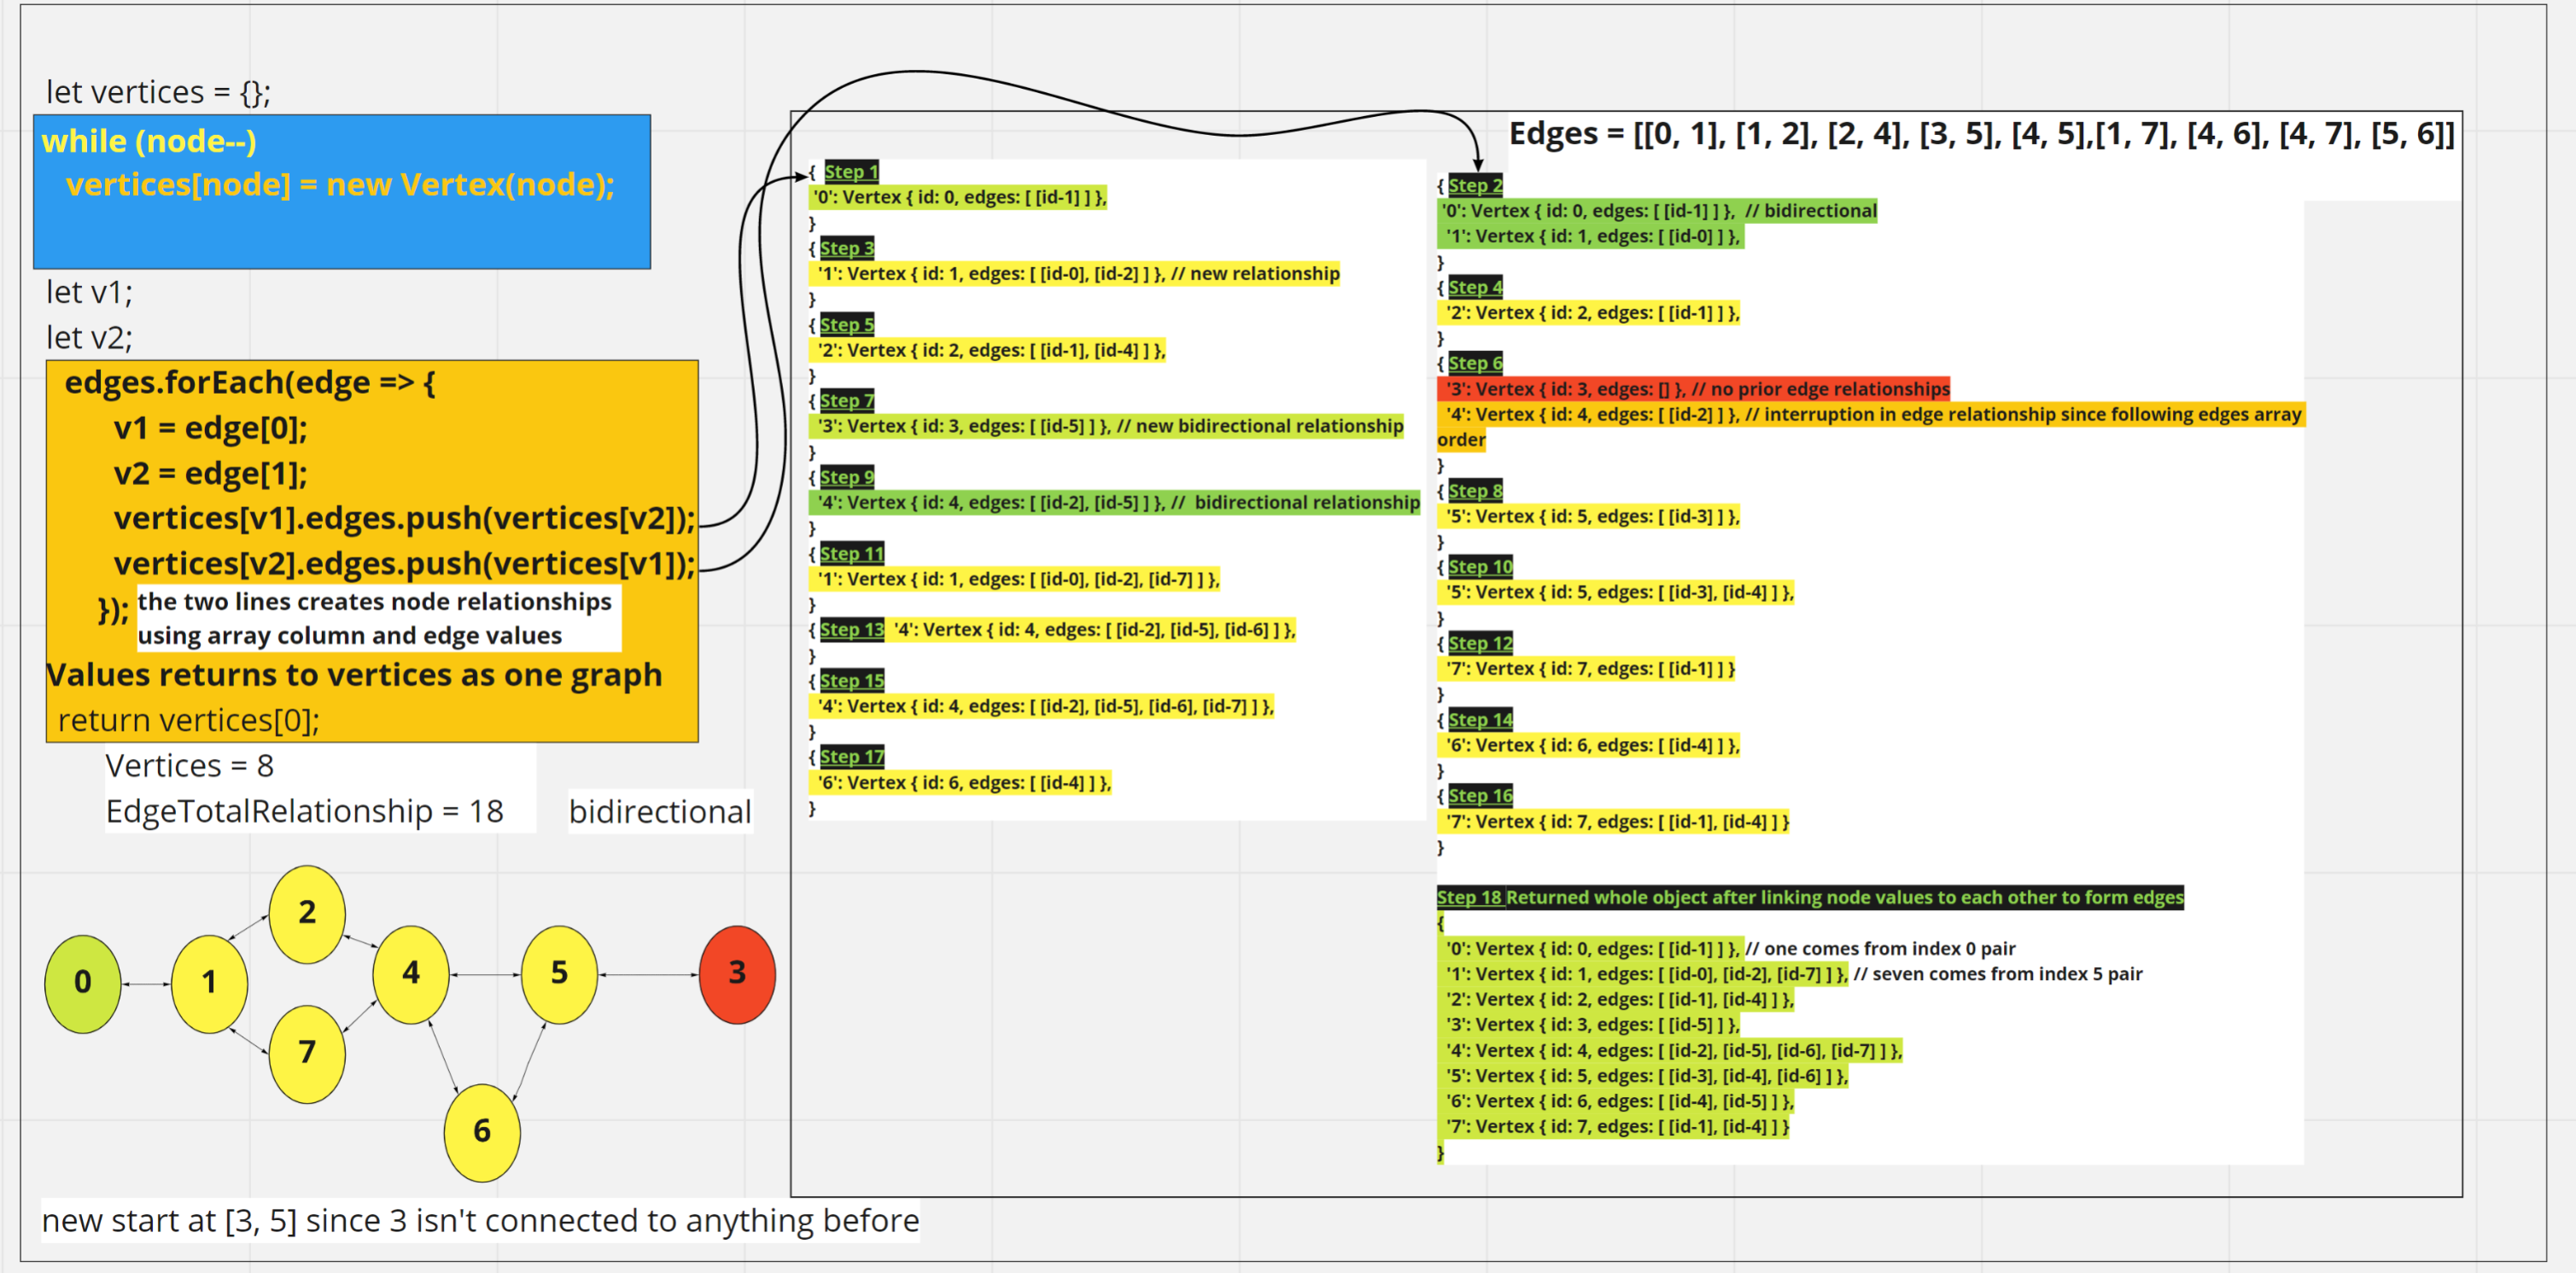 let vertices = {};
while (node--)
vertices[node] = new Vertex(node);
let v1;
let v2;
edges.forEach(edge => {
v1 = edge[0];
v2 = edge[1];
vertices[v1].edges.push(vertices[v2]);
vertices[v2].edges.push(vertices[v1]);
});
the two lines creates node relationships
using array column and edge values
Values returns to vertices as one graph
return vertices[0];
Vertices = 8
EdgeTotalRelationship = 18
bidirectional
0
1
2
7
4
5
3
6
new start at [3, 5] since 3 isn't connected to anything before
{ Step 1
'0': Vertex { id: 0, edges: [ [id-1] ] },
}
{ Step 3
'1': Vertex { id: 1, edges: [ [id-0], [id-2] ] }, // new relationship
}
{ Step 5
'2': Vertex { id: 2, edges: [ [id-1], [id-4] ] },
}
{ Step 7
'3': Vertex { id: 3, edges: [ [id-5] ] }, // new bidirectional relationship
}
{ Step 9
'4': Vertex { id: 4, edges: [ [id-2], [id-5] ] }, // bidirectional relationship
}
{ Step 11
'1': Vertex { id: 1, edges: [ [id-0], [id-2], [id-7] ] },
}
{ Step 13 '4': Vertex { id: 4, edges: [ [id-2], [id-5], [id-6] ] },
}
{ Step 15
'4': Vertex { id: 4, edges: [ [id-2], [id-5], [id-6], [id-7] ] },
}
{ Step 17
'6': Vertex { id: 6, edges: [ [id-4] ] },
}
Edges = [[0, 1], [1, 2], [2, 4], [3, 5], [4, 5],[1, 7], [4, 6], [4, 7], [5, 6]]
{ Step 2
'0': Vertex { id: 0, edges: [ [id-1] ] }, // bidirectional
'1': Vertex { id: 1, edges: [ [id-0] ] },
}
{ Step 4
'2': Vertex { id: 2, edges: [ [id-1] ] },
}
{ Step 6
'3': Vertex { id: 3, edges: [] }, // no prior edge relationships
'4': Vertex { id: 4, edges: [ [id-2] ] }, // interruption in edge relationship since following edges array
order
}
{ Step 8
'5': Vertex { id: 5, edges: [ [id-3] ] },
}
{ Step 10
'5': Vertex { id: 5, edges: [ [id-3], [id-4] ] },
}
{ Step 12
'7': Vertex { id: 7, edges: [ [id-1] ] }
}
{ Step 14
'6': Vertex { id: 6, edges: [ [id-4] ] },
}
{ Step 16
'7': Vertex { id: 7, edges: [ [id-1], [id-4] ] }
}
Step 18 Returned whole object after linking node values to each other to form edges
{
'0': Vertex { id: 0, edges: [ [id-1] ] }, // one comes from index 0 pair
'1': Vertex { id: 1, edges: [ [id-0], [id-2], [id-7] ] }, // seven comes from index 5 pair
'2': Vertex { id: 2, edges: [ [id-1], [id-4] ] },
'3': Vertex { id: 3, edges: [ [id-5] ] },
'4': Vertex { id: 4, edges: [ [id-2], [id-5], [id-6], [id-7] ] },
'5': Vertex { id: 5, edges: [ [id-3], [id-4], [id-6] ] },
'6': Vertex { id: 6, edges: [ [id-4], [id-5] ] },
'7': Vertex { id: 7, edges: [ [id-1], [id-4] ] }
}